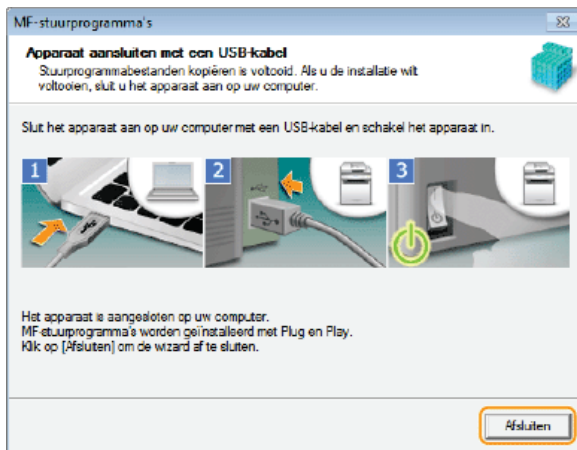 MF-stuurprogramma's
Apparaat aansluiten met een USB-kabel
Stuurprogrammabestanden kopiëren is voltooid. Als u de installatie wilt
voltooien, sluit u het apparaat aan op uw computer.
Sluit het apparaat aan op uw computer met een USB-kabel en schakel het apparaat in.
1
2
3
Het apparaat is aangesloten op uw computer.
MF-stuurprogramma's worden geïnstalleerd met Plug en Play.
Klik op [Afsluiten] om de wizard af te sluiten.
Afsluiten